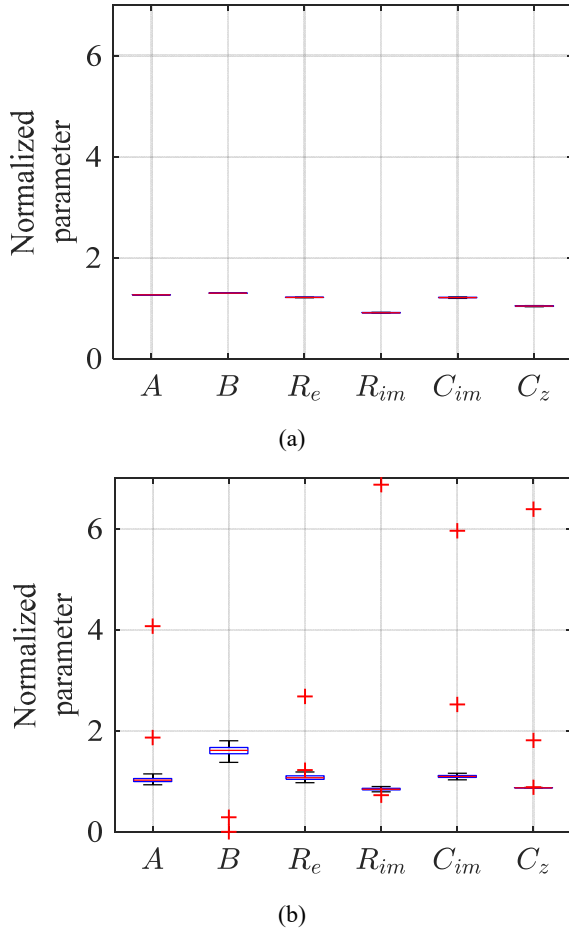 Normalized
parameter
6
4
2
0
A B R_e R_im C_im C_z
(a)
Normalized
parameter
6
4
2
0
A B R_e R_im C_im C_z
(b)